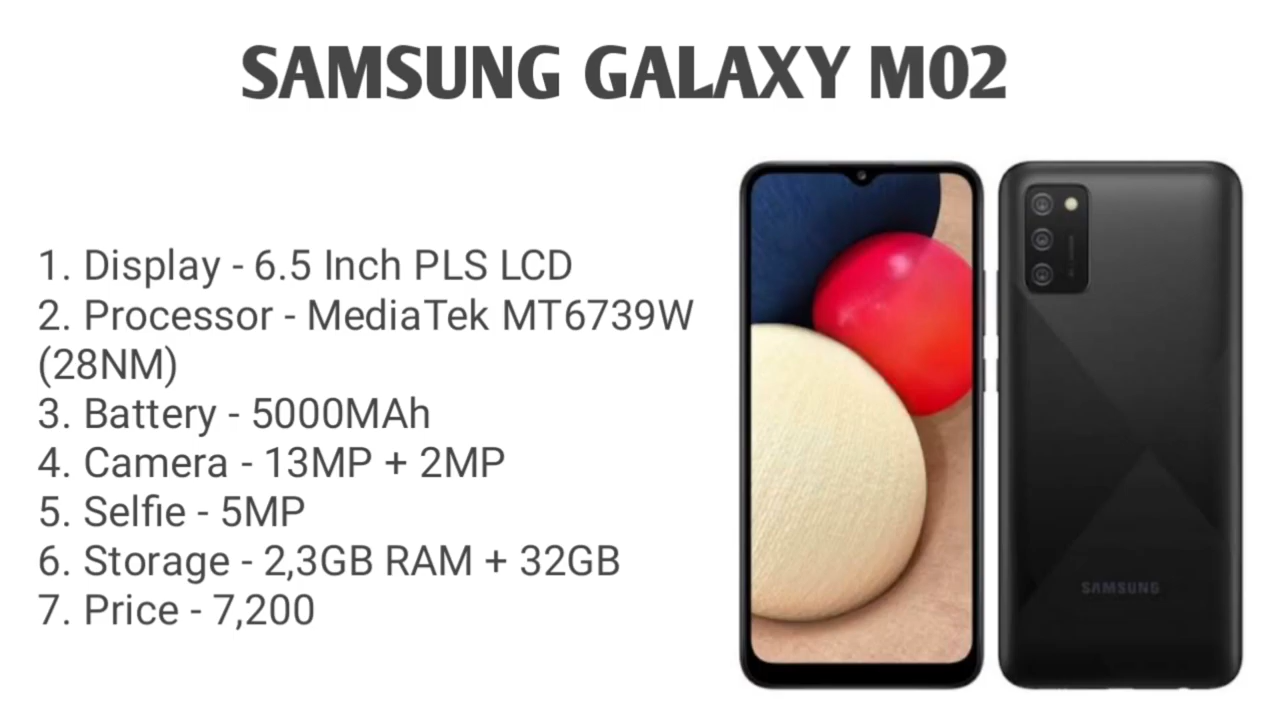 SAMSUNG GALAXY M02
1. Display - 6.5 Inch PLS LCD
2. Processor - MediaTek MT6739W
(28NM)
3. Battery - 5000MAh
4. Camera - 13MP + 2MP
5. Selfie - 5MP
6. Storage - 2,3GB RAM + 32GB
7. Price - 7,200
SAMSUNG